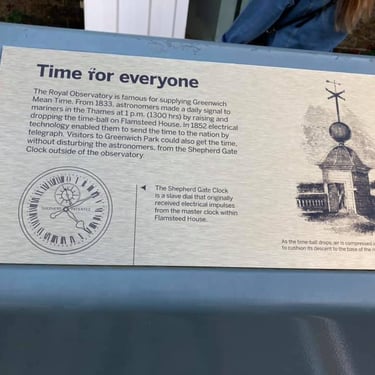 Time for everyone
The Royal Observatory is famous for supplying Greenwich
Mean Time. From 1833, astronomers made a daily signal to
mariners in the Thames at 1 p.m. (1300 hrs) by raising and
dropping the time-ball on Flamsteed House. In 1852 electrical
technology enabled them to send the time to the nation by
telegraph. Visitors to Greenwich Park could also get the time,
without disturbing the astronomers, from the Shepherd Gate
Clock outside of the observatory.
The Shepherd Gate Clock
is a slave dial that originally
received electrical impulses
from the master clock within
Flamsteed House.
As the time-ball drops, air is compressed
to cushion its descent to the base of the